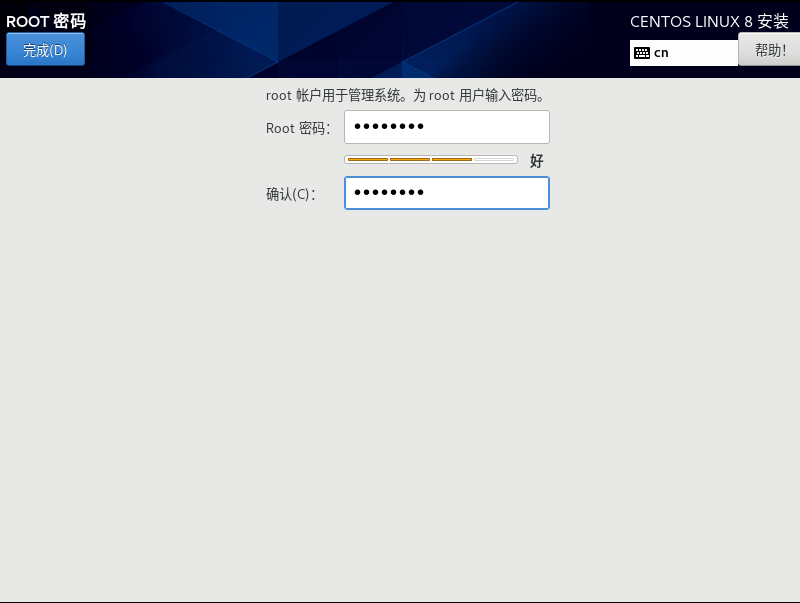 ROOT 密码
CENTOS LINUX 8 安装
完成(D)
cn
帮助！
root 帐户用于管理系统。为 root 用户输入密码。
Root 密码：
●●●●●●●●
好
确认(C)：
●●●●●●●●